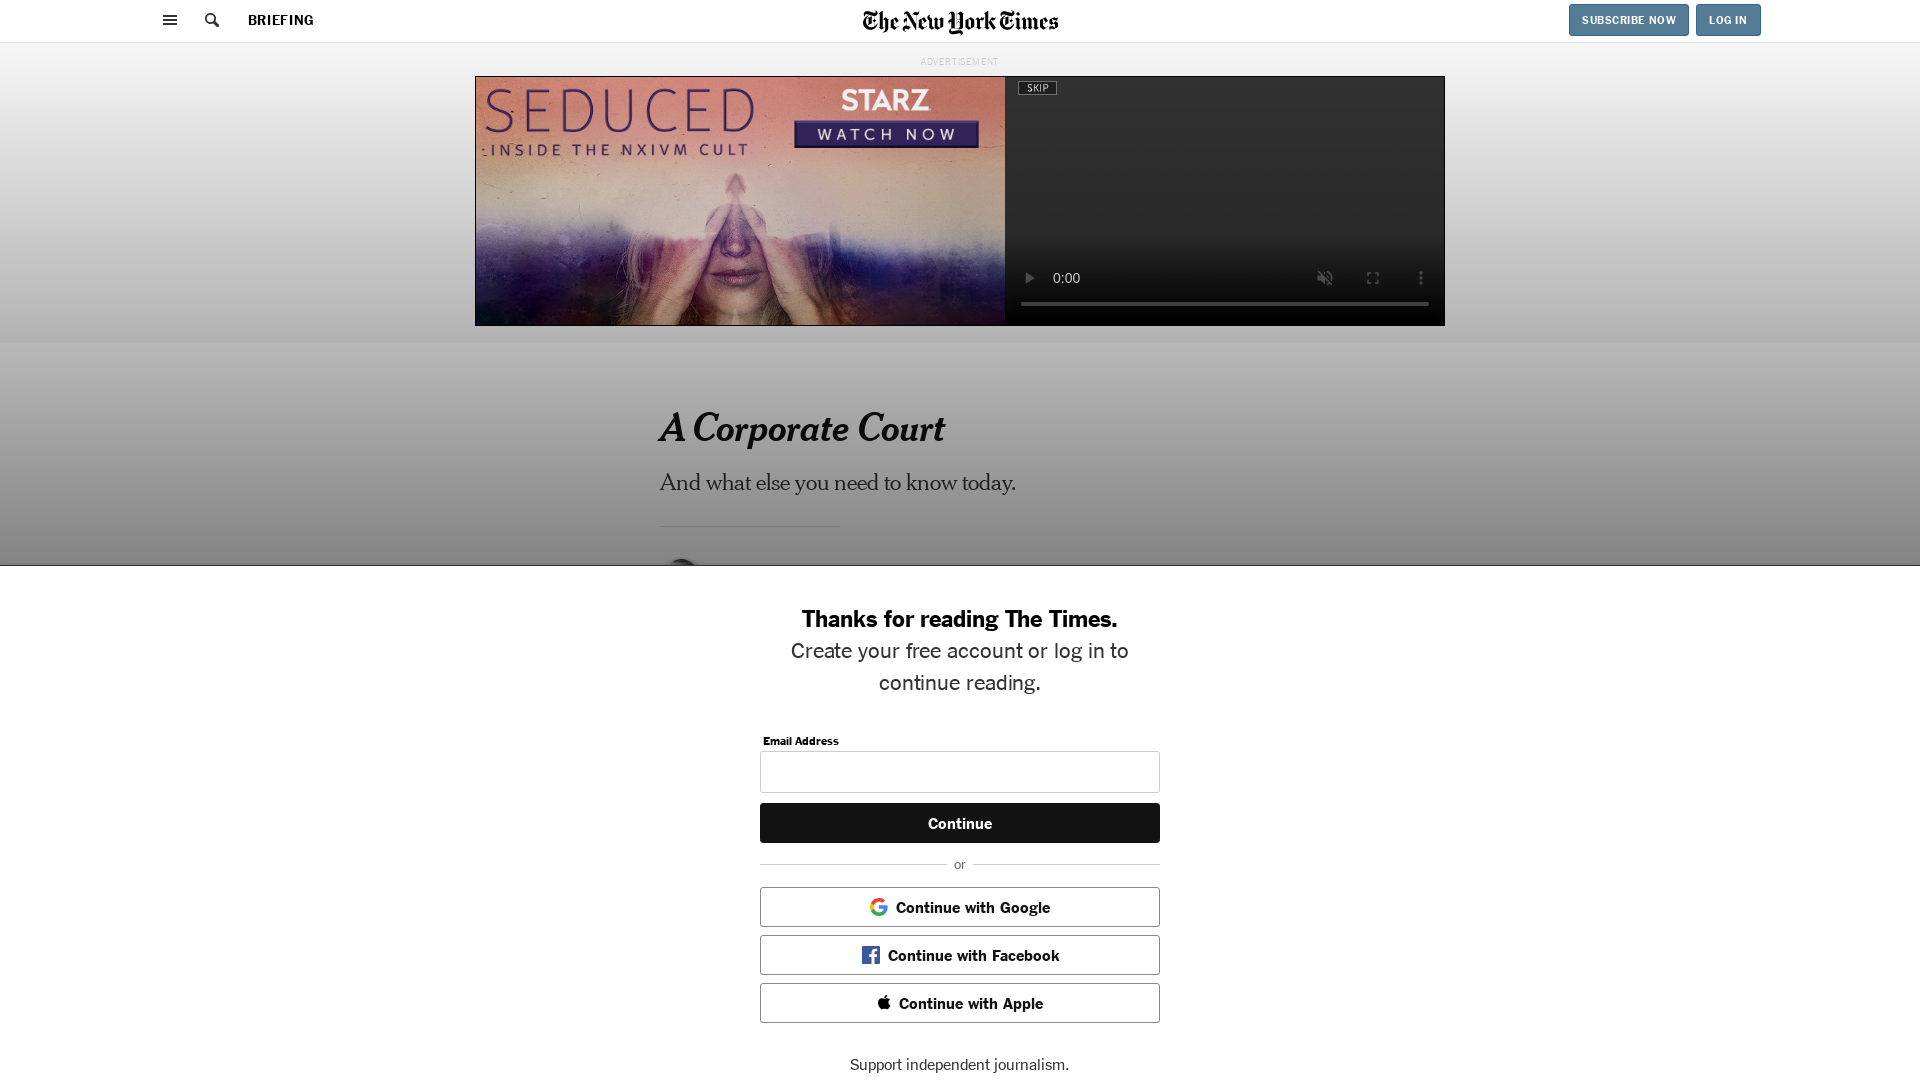 BRIEFING
The New York Times
SUBSCRIBE NOW
LOG IN
ADVERTISEMENT
SEDUCED
INSIDE THE NXIVM CULT
STARZ
WATCH NOW
SKIP
0:00
A Corporate Court
And what else you need to know today.
Thanks for reading The Times.
Create your free account or log in to
continue reading.
Email Address
Continue
or
Continue with Google
Continue with Facebook
Continue with Apple
Support independent journalism.